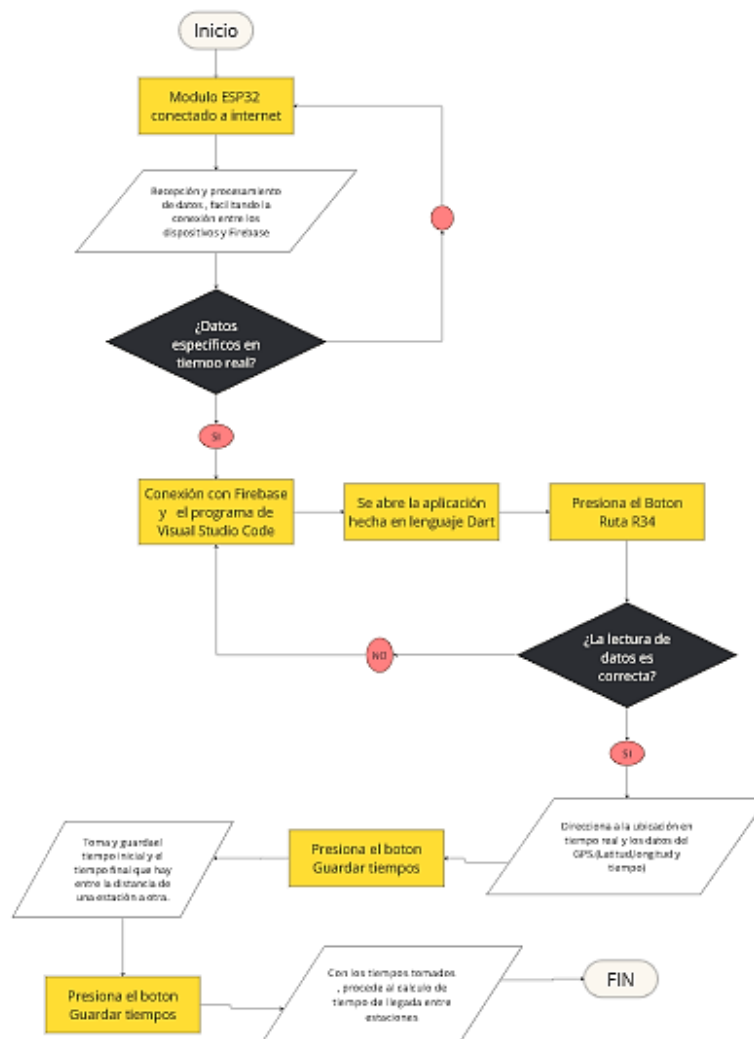 Inicio
Modulo ESP32
conectado a internet
Recepción y procesamiento
de datos, facilitando la
conexión entre los
dispositivos y Firebase
¿Datos
específicos en
tiempo real?
SI
Conexión con Firebase
y el programa de
Visual Studio Code
Se abre la aplicación
hecha en lenguaje Dart
Presiona el Boton
Ruta R34
¿La lectura de
datos es
correcta?
NO
SI
Direcciona a la ubicación en
tiempo real y los datos del
GPS.(Latitud,longitud y
tiempo)
Presiona el boton
Guardar tiempos
Toma y guarda el
tiempo inicial y el
tiempo final que hay
entre la distancia de
una estación a otra.
Presiona el boton
Guardar tiempos
Con los tiempos tomados
, procede al calculo de
tiempo de llegada entre
estaciones
FIN